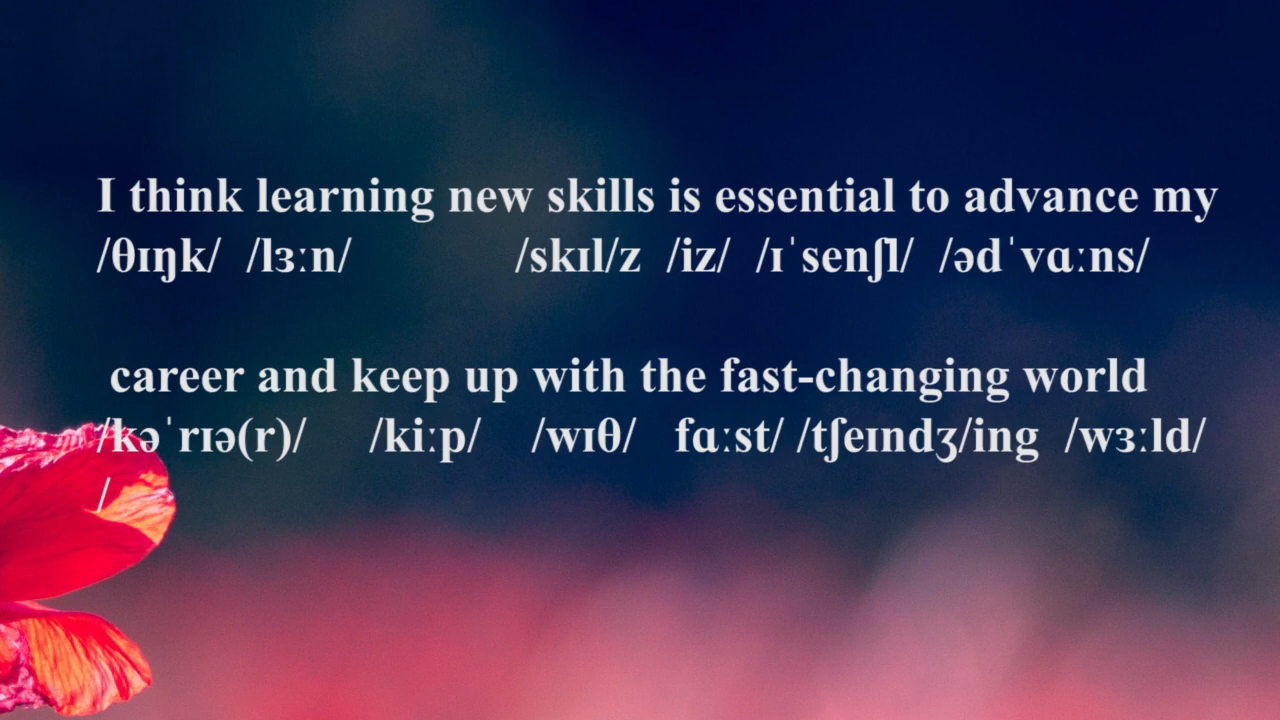 I think learning new skills is essential to advance my
/θɪŋk/ /lɜːn/ /skɪl/z /iz/ /ɪˈsenʃl/ /ədˈvɑːns/
career and keep up with the fast-changing world
/kəˈrɪə(r)/ /kiːp/ /wɪθ/ fɑːst/ /tʃeɪndʒ/ing /wɜːld/
/